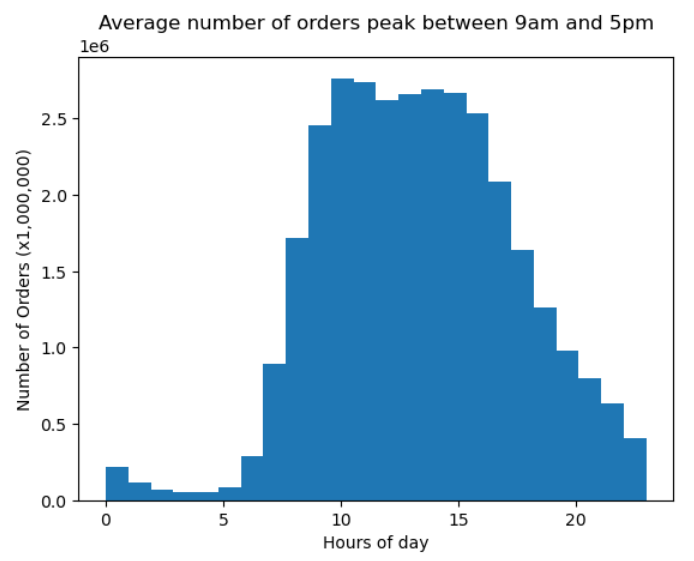 Average number of orders peak between 9am and 5pm
1e6
Number of Orders (x1,000,000)
2.5
2.0
1.5
1.0
0.5
0.0
0 5 10 15 20
Hours of day